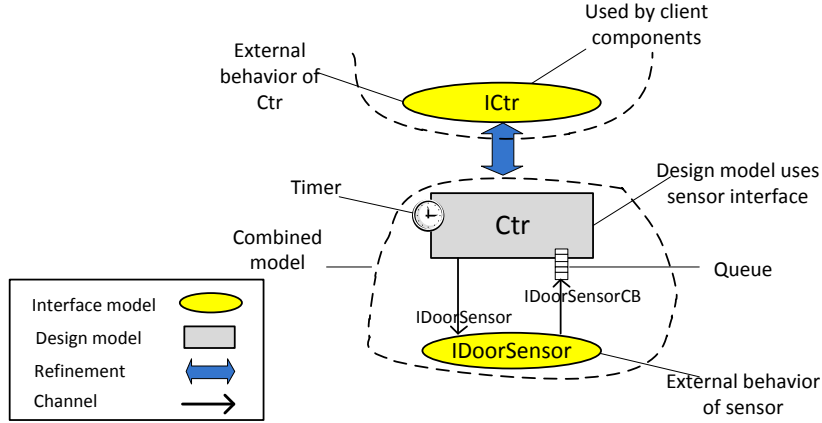 Used by client
components
External
behavior of
Ctr
ICtr
Timer
Design model uses
sensor interface
Ctr
Combined
model
Queue
IDoorSensorCB
IDoorSensor
IDoorSensor
External behavior
of sensor
Interface model
Design model
Refinement
Channel